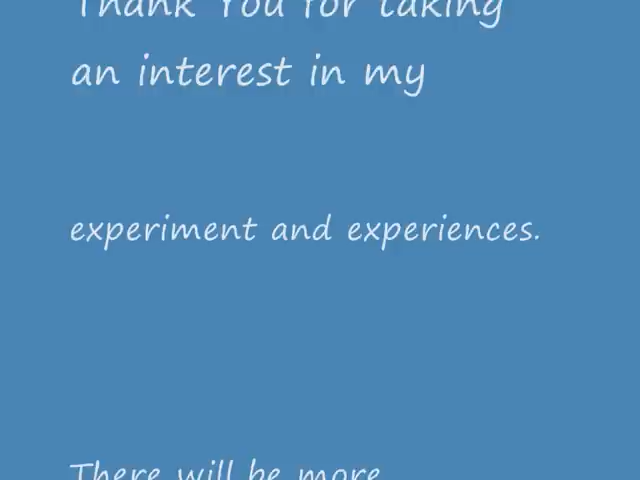 Thank You for taking
an interest in my
experiment and experiences.
There will be more